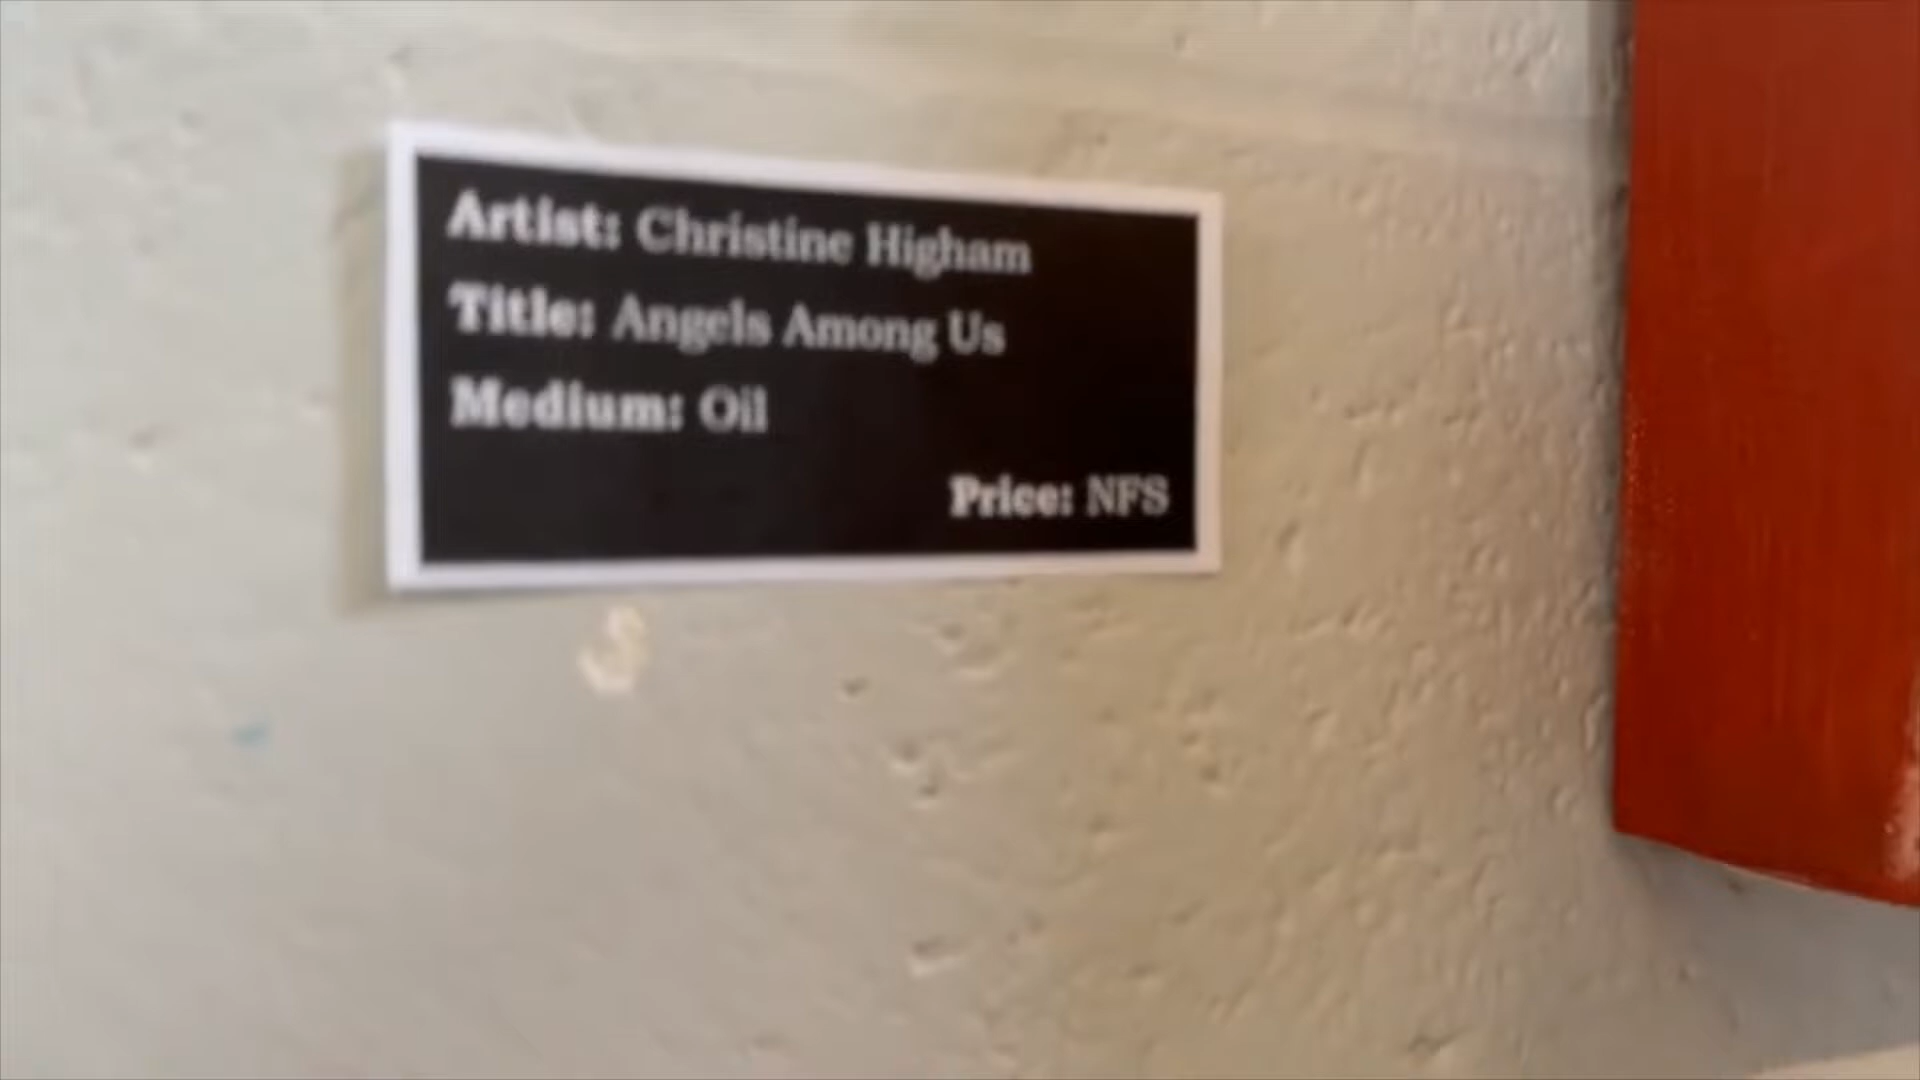 Artist: Christine Higham
Title: Angels Among Us
Medium: Oil
Price: NFS